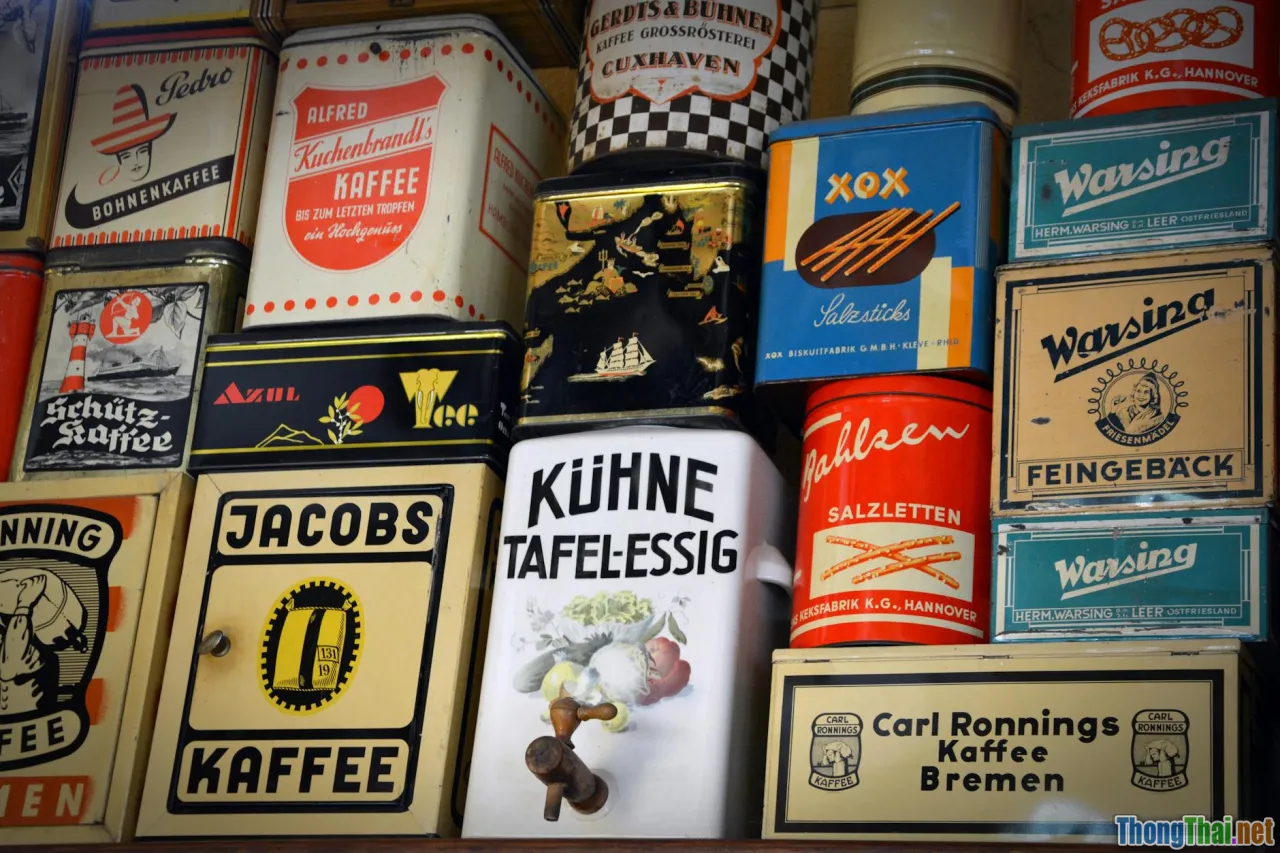 Pedro
BOHNENKAFFEE
ALFRED
Kuchenbrandt's
KAFFEE
BIS ZUM LETZTEN TROPFEN
ein Hochgenuss
GERDTS & BÜHNER
KAFFEE GROSSRÖSTEREI
CUXHAVEN
XOX
Salzsticks
XOX BISKUITFABRIK G.M.B.H. · KLEVE · RHLD
KEKSFABRIK K.G., HANNOVER
Warsing
HERM. WARSING LEER OSTFRIESLAND
Schütz-
Kaffee
AZUL
Tee
Warsing
FRIESENMÄDEL
FEINGEBÄCK
Bahlsen
SALZLETTEN
KEKSFABRIK K.G., HANNOVER
Warsing
HERM. WARSING LEER OSTFRIESLAND
NNING
FEE
MEN
JACOBS
131
19
KAFFEE
KÜHNE
TAFEL-ESSIG
CARL
RONNINGS
KAFFEE
Carl Ronnings
Kaffee
Bremen
CARL
RONNINGS
KAFFEE
ThongThai.net